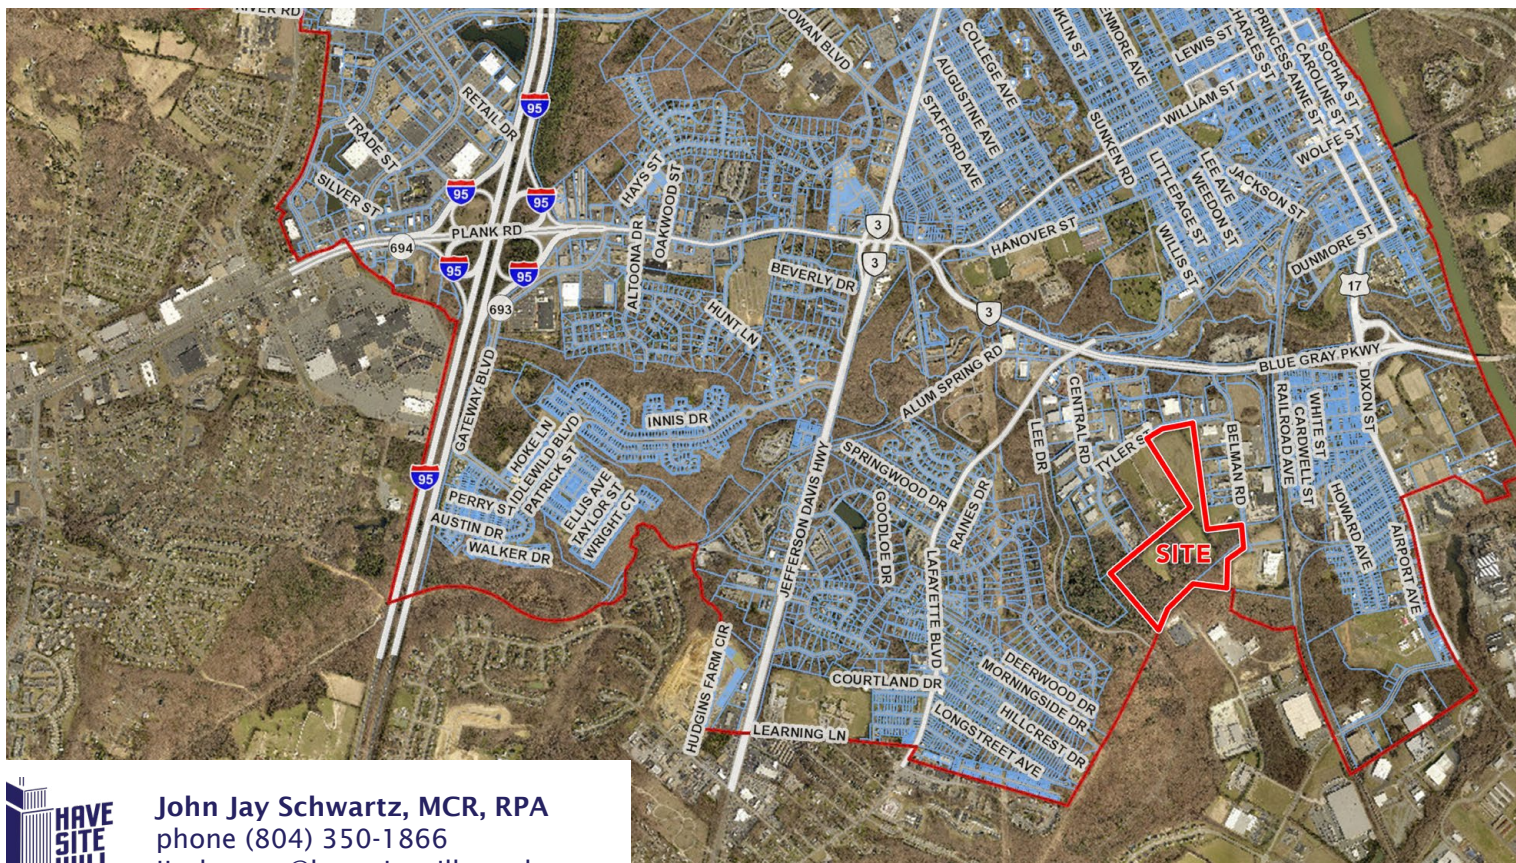 RIVER RD
COWAN BLVD
COLLEGE AVE
KENMORE AVE
LEWIS ST
CHARLES ST
PRINCESS ANNE ST
CAROLINE ST
SOPHIA ST
RETAIL DR
95
AUGUSTINE AVE
STAFFORD AVE
WILLIAM ST
TRADE ST
SUNKEN RD
WOLFE ST
HAYS ST
OAKWOOD ST
LITTLEPAGE ST
LEE AVE
WEEDON ST
JACKSON ST
SILVER ST
95
95
PLANK RD
694
3
HANOVER ST
WILLIS ST
DUNMORE ST
ALTOONA DR
3
95
95
BEVERLY DR
17
693
HUNT LN
3
BLUE GRAY PKWY
GATEWAY BLVD
ALUM SPRING RD
CENTRAL RD
RAILROAD AVE
WHITE ST
CARDWELL ST
DIXON ST
INNIS DR
HOKE LN
IDLEWILD BLVD
PATRICK ST
LEE DR
TYLER ST
BELMAN RD
SPRINGWOOD DR
95
PERRY ST
ELLIS AVE
TAYLOR ST
WRIGHT CT
JEFFERSON DAVIS HWY
GOODLOE DR
RAINES DR
HOWARD AVE
AIRPORT AVE
AUSTIN DR
WALKER DR
SITE
LAFAYETTE BLVD
HUDGINS FARM CIR
COURTLAND DR
DEERWOOD DR
MORNINGSIDE DR
HILLCREST DR
LONGSTREET AVE
LEARNING LN
HAVE
SITE
WILL
John Jay Schwartz, MCR, RPA
phone (804) 350-1866